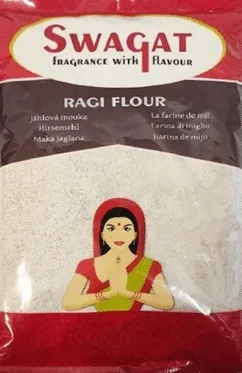 SWAGAT
FRAGRANCE WITH FLAVOUR
RAGI FLOUR
Jáhlová mouka
Hirsemehl
Maka jaglana
La farine de mil
Farina di miglio
Harina de mijo